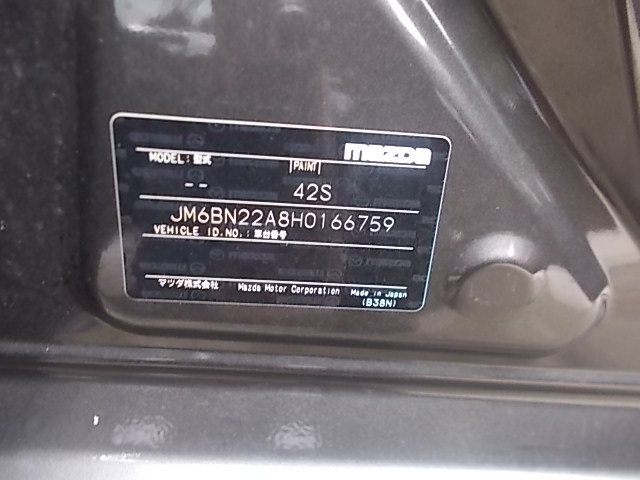 mazda
MODEL: 型式
PAINT
-- 42S
JM6BN22A8H0166759
VEHICLE ID.NO.: 車台番号
マツダ株式会社 Mazda Motor Corporation Made in Japan
(B38N)